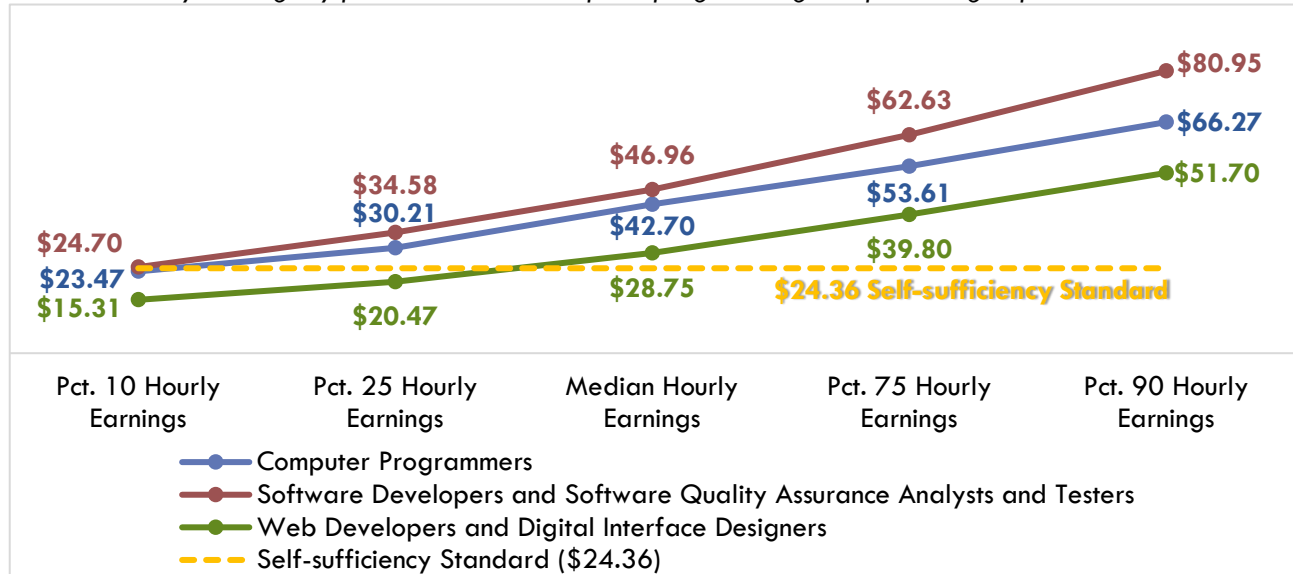 $80.95
$62.63
$66.27
$46.96
$51.70
$34.58
$53.61
$30.21
$42.70
$24.70
$39.80
$23.47
$28.75
$24.36 Self-sufficiency Standard
$15.31
$20.47
Pct. 10 Hourly Earnings
Pct. 25 Hourly Earnings
Median Hourly Earnings
Pct. 75 Hourly Earnings
Pct. 90 Hourly Earnings
Computer Programmers
Software Developers and Software Quality Assurance Analysts and Testers
Web Developers and Digital Interface Designers
Self-sufficiency Standard ($24.36)